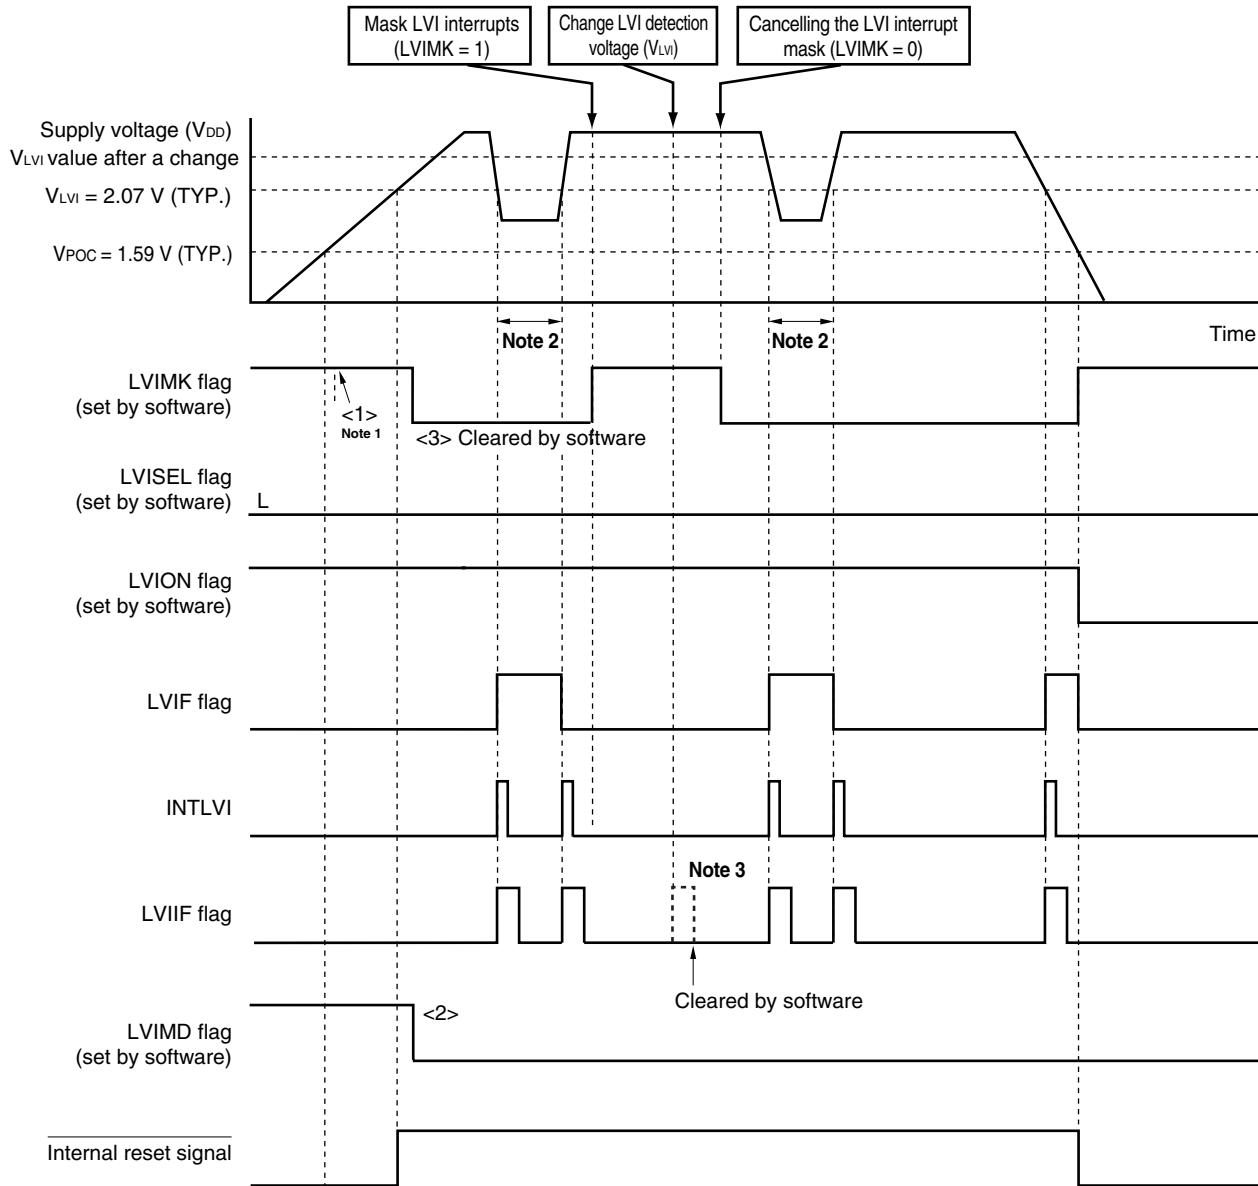 Mask LVI interrupts
(LVIMK = 1)
Change LVI detection
voltage (VLVI)
Cancelling the LVI interrupt
mask (LVIMK = 0)
Supply voltage (VDD)
VLVI value after a change
VLVI = 2.07 V (TYP.)
VPOC = 1.59 V (TYP.)
Time
Note 2
Note 2
LVIMK flag
(set by software)
<1>
Note 1
<3> Cleared by software
LVISEL flag
(set by software)
L
LVION flag
(set by software)
LVIF flag
INTLVI
Note 3
LVIIF flag
Cleared by software
<2>
LVIMD flag
(set by software)
Internal reset signal